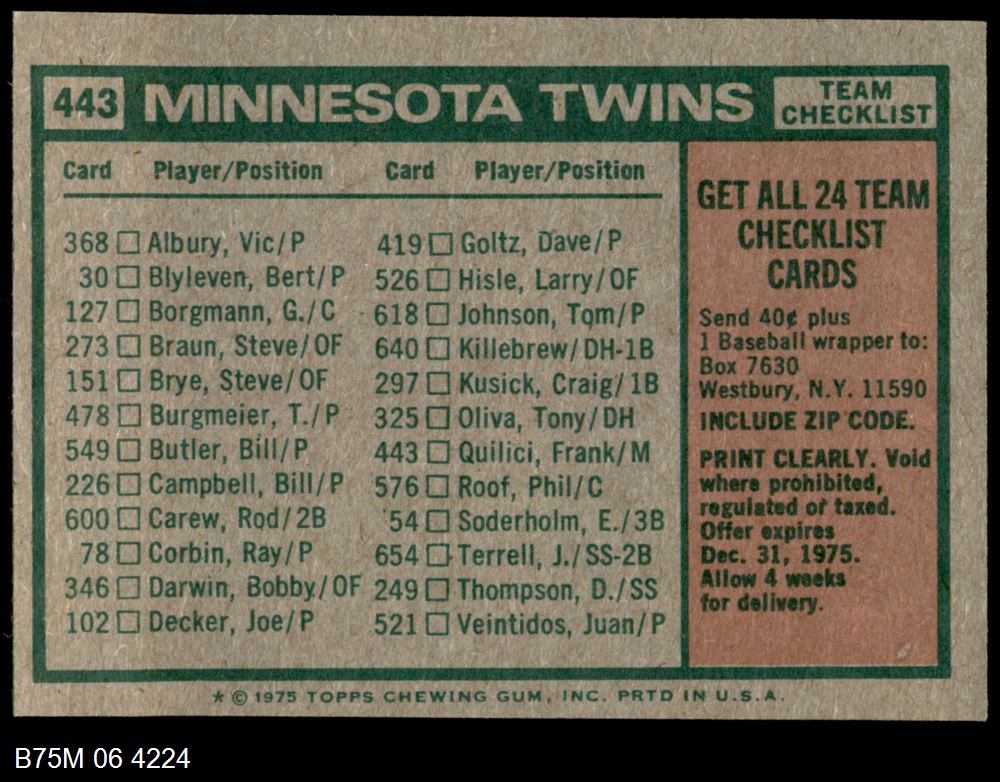 443 MINNESOTA TWINS TEAM CHECKLIST
Card Player/Position Card Player/Position
368 □ Albury, Vic/P
30 □ Blyleven, Bert/P
127 □ Borgmann, G./C
273 □ Braun, Steve/OF
151 □ Brye, Steve/OF
478 □ Burgmeier, T./P
549 □ Butler, Bill/P
226 □ Campbell, Bill/P
600 □ Carew, Rod/2B
78 □ Corbin, Ray/P
346 □ Darwin, Bobby/OF
102 □ Decker, Joe/P
419 □ Goltz, Dave/P
526 □ Hisle, Larry/OF
618 □ Johnson, Tom/P
640 □ Killebrew/DH-1B
297 □ Kusick, Craig/1B
325 □ Oliva, Tony/DH
443 □ Quilici, Frank/M
576 □ Roof, Phil/C
54 □ Soderholm, E./3B
654 □ Terrell, J./SS-2B
249 □ Thompson, D./SS
521 □ Veintidos, Juan/P
GET ALL 24 TEAM
CHECKLIST
CARDS
Send 40¢ plus
1 Baseball wrapper to:
Box 7630
Westbury, N.Y. 11590
INCLUDE ZIP CODE.
PRINT CLEARLY. Void
where prohibited,
regulated or taxed.
Offer expires
Dec. 31, 1975.
Allow 4 weeks
for delivery.
* © 1975 TOPPS CHEWING GUM, INC. PRTD IN U.S.A.
B75M 06 4224